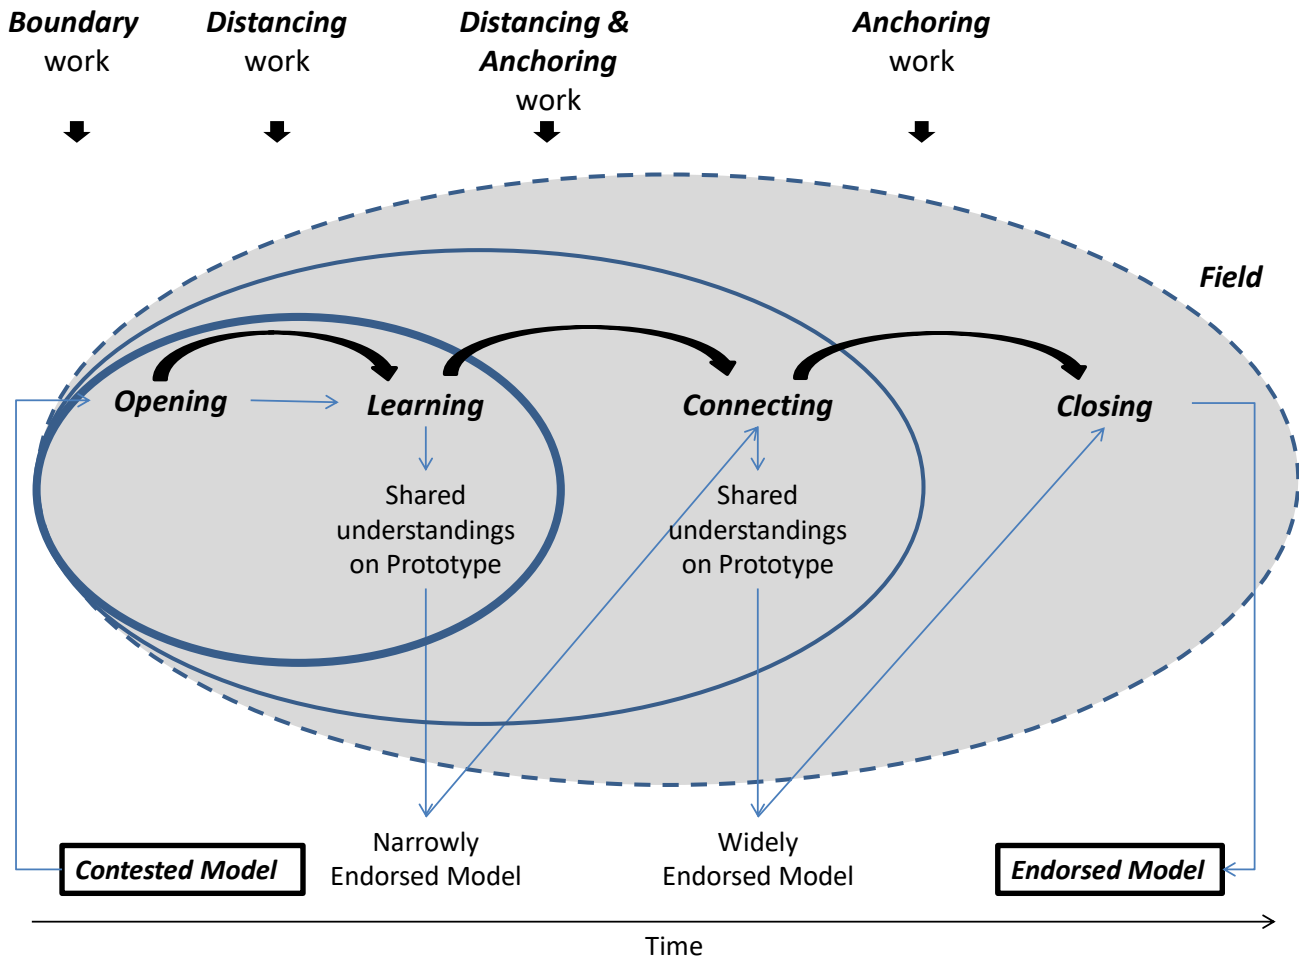 Boundary
work
Distancing
work
Distancing &
Anchoring
work
Anchoring
work
Field
Opening
Learning
Connecting
Closing
Shared
understandings
on Prototype
Shared
understandings
on Prototype
Contested Model
Narrowly
Endorsed Model
Widely
Endorsed Model
Endorsed Model
Time